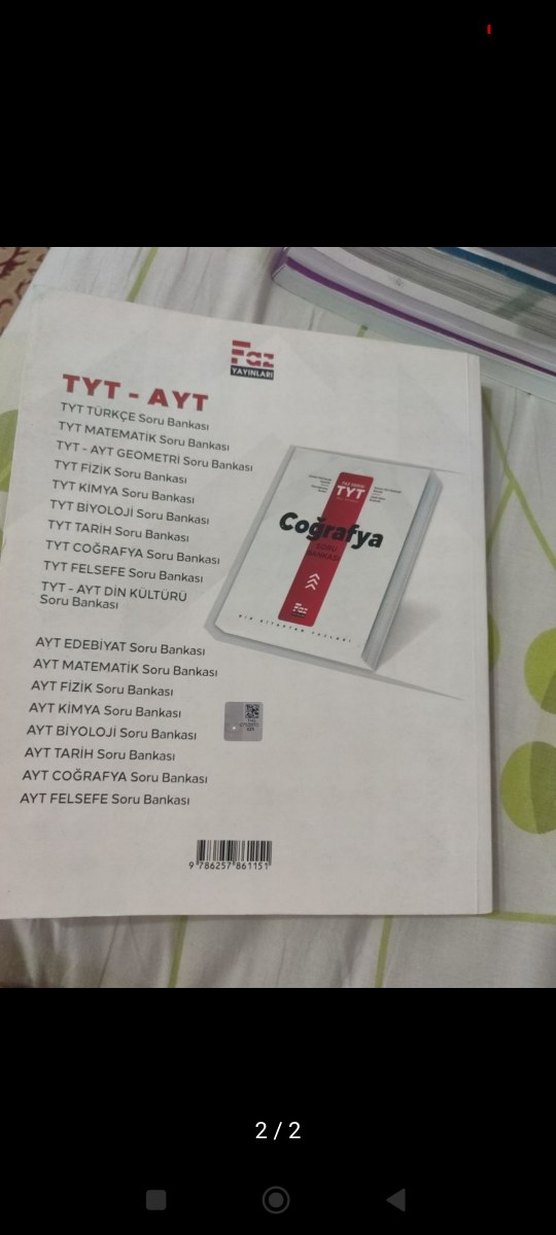 Faz
YAYINLARI
TYT - AYT
TYT TÜRKÇE Soru Bankası
TYT MATEMATİK Soru Bankası
TYT - AYT GEOMETRİ Soru Bankası
TYT FİZİK Soru Bankası
TYT KİMYA Soru Bankası
TYT BİYOLOJİ Soru Bankası
TYT TARİH Soru Bankası
TYT COĞRAFYA Soru Bankası
TYT FELSEFE Soru Bankası
TYT - AYT DİN KÜLTÜRÜ
Soru Bankası
TYT
Coğrafya
SORU
BANKASI
Faz
AYT EDEBİYAT Soru Bankası
AYT MATEMATİK Soru Bankası
AYT FİZİK Soru Bankası
AYT KİMYA Soru Bankası
AYT BİYOLOJİ Soru Bankası
AYT TARİH Soru Bankası
AYT COĞRAFYA Soru Bankası
AYT FELSEFE Soru Bankası
9 786257 861151
2 / 2